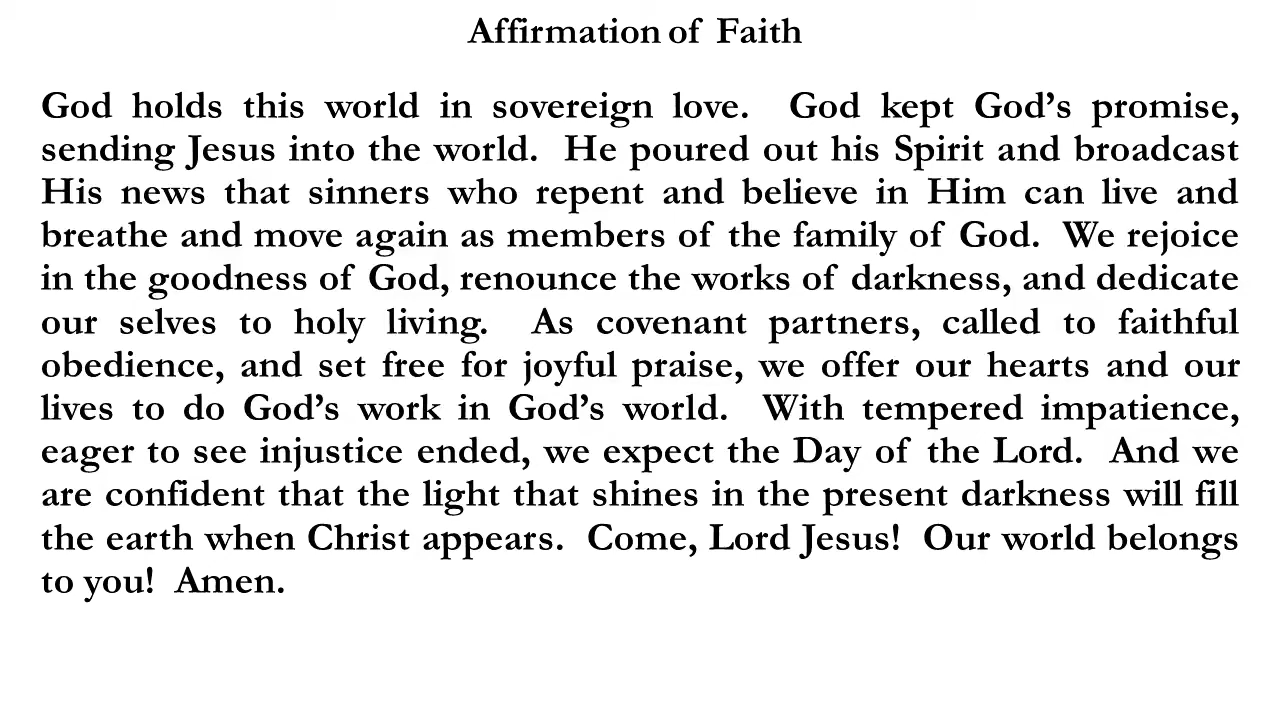 Affirmation of Faith
God holds this world in sovereign love. God kept God’s promise,
sending Jesus into the world. He poured out his Spirit and broadcast
His news that sinners who repent and believe in Him can live and
breathe and move again as members of the family of God. We rejoice
in the goodness of God, renounce the works of darkness, and dedicate
our selves to holy living. As covenant partners, called to faithful
obedience, and set free for joyful praise, we offer our hearts and our
lives to do God’s work in God’s world. With tempered impatience,
eager to see injustice ended, we expect the Day of the Lord. And we
are confident that the light that shines in the present darkness will fill
the earth when Christ appears. Come, Lord Jesus! Our world belongs
to you! Amen.